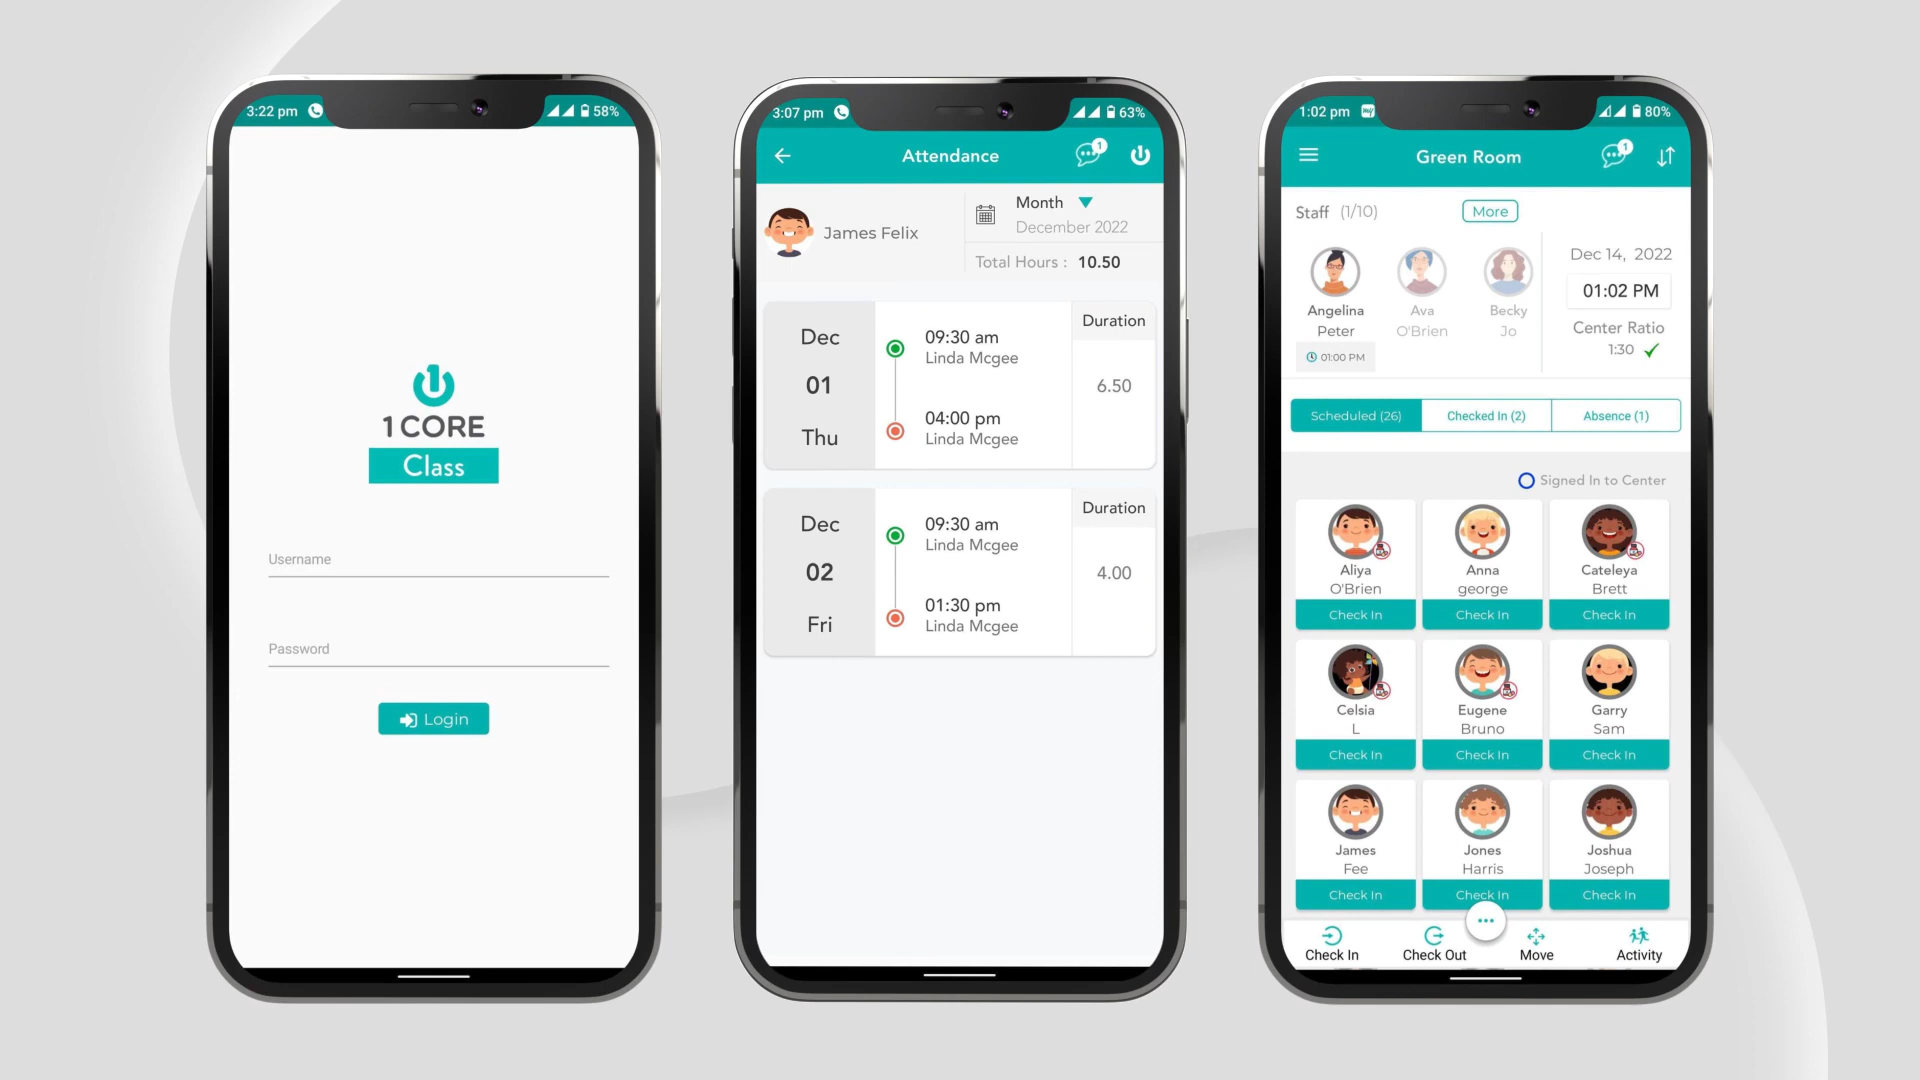 3:22 pm
58%
1 CORE
Class
Username
Password
Login
3:07 pm
63%
Attendance
1
James Felix
Month
December 2022
Total Hours : 10.50
Dec
01
Thu
09:30 am
Linda Mcgee
04:00 pm
Linda Mcgee
Duration
6.50
Dec
02
Fri
09:30 am
Linda Mcgee
01:30 pm
Linda Mcgee
Duration
4.00
1:02 pm
80%
Green Room
1
Staff (1/10)
More
Angelina
Peter
01:00 PM
Ava
O'Brien
Becky
Jo
Dec 14, 2022
01:02 PM
Center Ratio
1:30
Scheduled (26)
Checked In (2)
Absence (1)
Signed In to Center
Aliya
O'Brien
Check In
Anna
george
Check In
Cateleya
Brett
Check In
Celsia
L
Check In
Eugene
Bruno
Check In
Garry
Sam
Check In
James
Fee
Check In
Jones
Harris
Check In
Joshua
Joseph
Check In
Check In
Check Out
Move
Activity